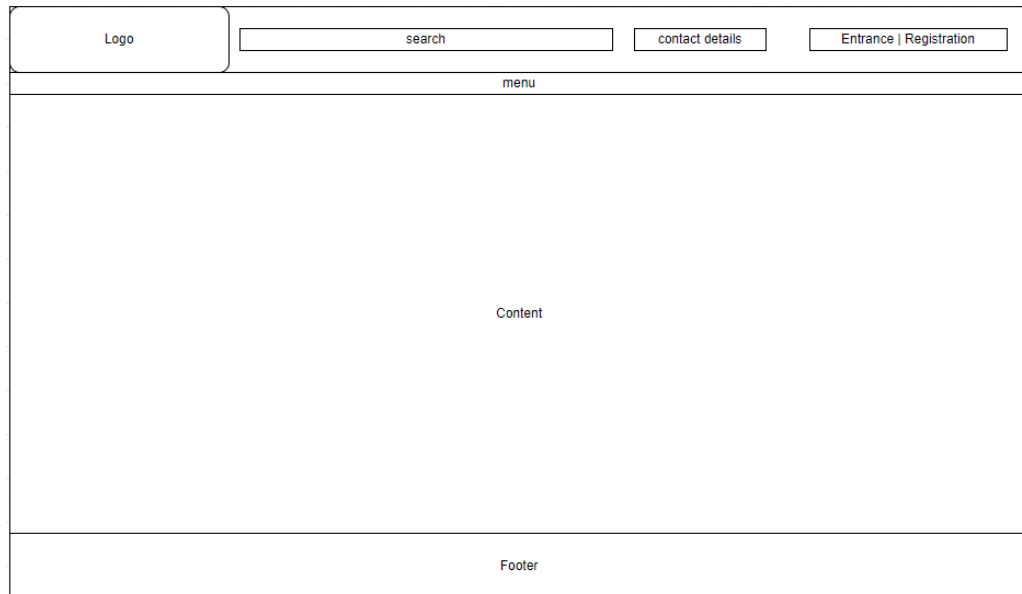 Logo
search
contact details
Entrance | Registration
menu
Content
Footer